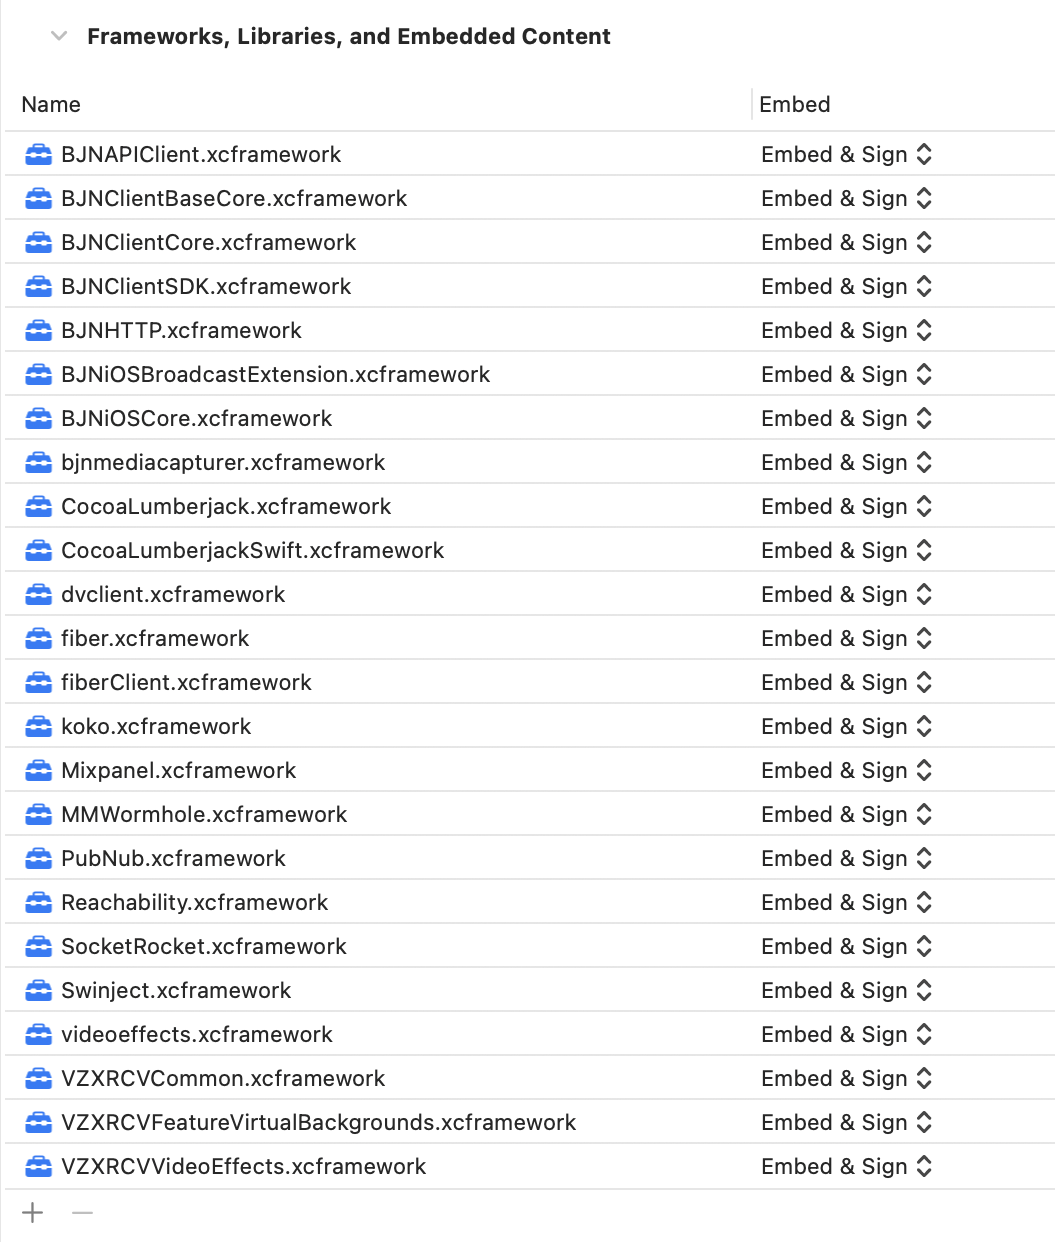 Frameworks, Libraries, and Embedded Content
Name Embed
BJNAPIClient.xcframework Embed & Sign
BJNClientBaseCore.xcframework Embed & Sign
BJNClientCore.xcframework Embed & Sign
BJNClientSDK.xcframework Embed & Sign
BJNHTTP.xcframework Embed & Sign
BJNiOSBroadcastExtension.xcframework Embed & Sign
BJNiOSCore.xcframework Embed & Sign
bjnmediacapturer.xcframework Embed & Sign
CocoaLumberjack.xcframework Embed & Sign
CocoaLumberjackSwift.xcframework Embed & Sign
dvclient.xcframework Embed & Sign
fiber.xcframework Embed & Sign
fiberClient.xcframework Embed & Sign
koko.xcframework Embed & Sign
Mixpanel.xcframework Embed & Sign
MMWormhole.xcframework Embed & Sign
PubNub.xcframework Embed & Sign
Reachability.xcframework Embed & Sign
SocketRocket.xcframework Embed & Sign
Swinject.xcframework Embed & Sign
videoeffects.xcframework Embed & Sign
VZXRCVCommon.xcframework Embed & Sign
VZXRCVFeatureVirtualBackgrounds.xcframework Embed & Sign
VZXRCVVideoEffects.xcframework Embed & Sign